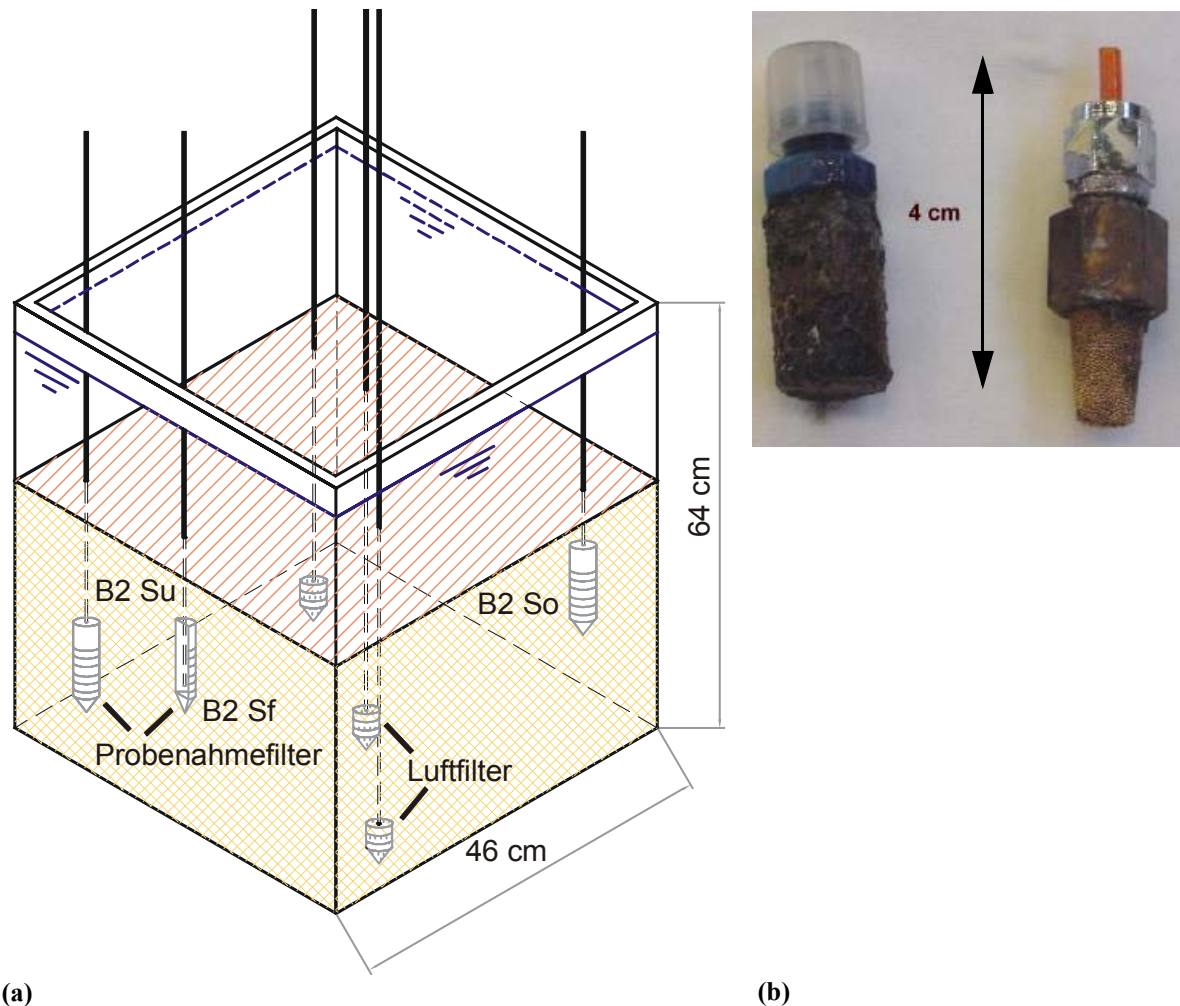 4 cm
64 cm
B2 Su
B2 So
B2 Sf
Probenahmefilter
Luftfilter
46 cm
(a)
(b)